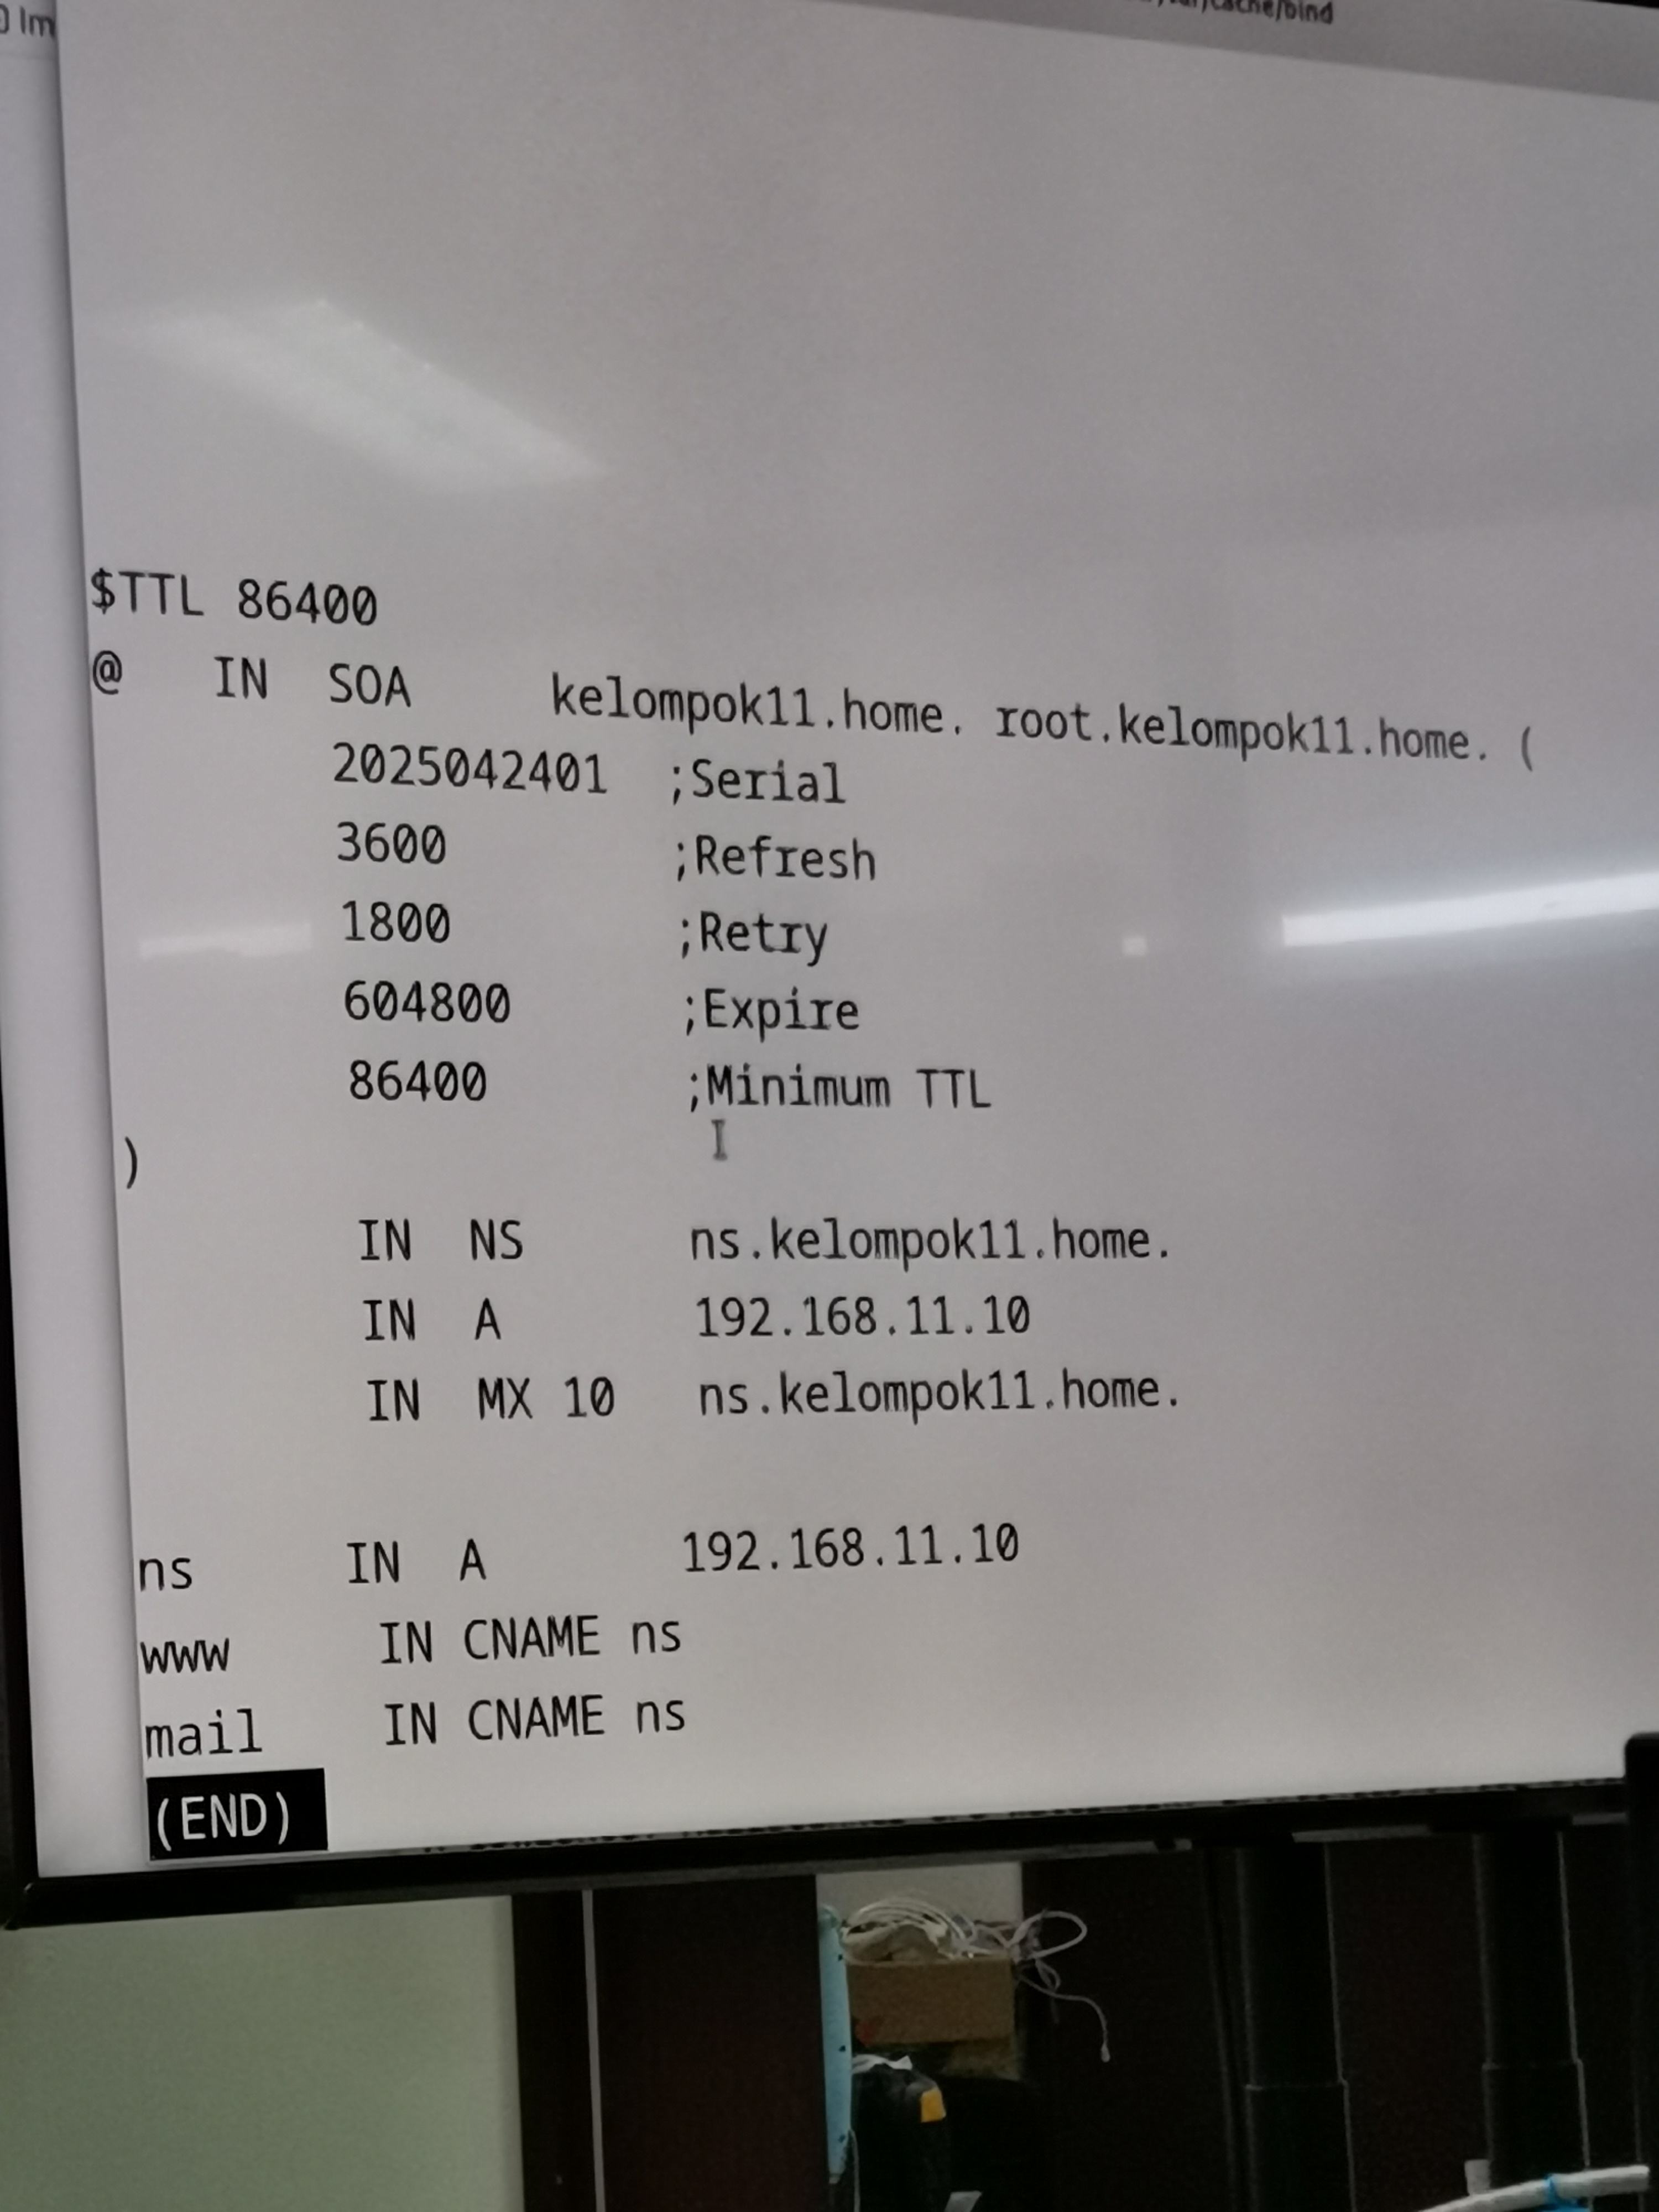 Im
/cache/bind
$TTL 86400
@ IN SOA kelompok11.home. root.kelompok11.home. (
2025042401 ;Serial
3600 ;Refresh
1800 ;Retry
604800 ;Expire
86400 ;Minimum TTL
)
IN NS ns.kelompok11.home.
IN A 192.168.11.10
IN MX 10 ns.kelompok11.home.
ns IN A 192.168.11.10
www IN CNAME ns
mail IN CNAME ns
(END)